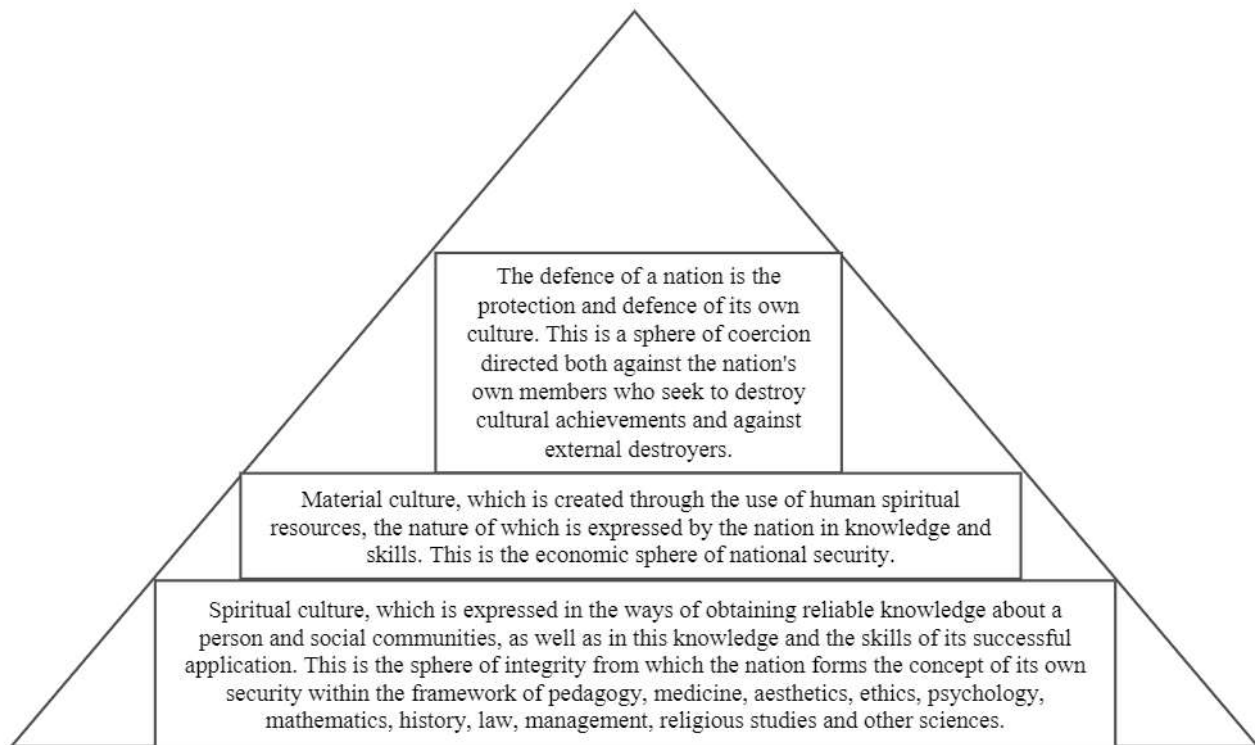 The defence of a nation is the
protection and defence of its own
culture. This is a sphere of coercion
directed both against the nation's
own members who seek to destroy
cultural achievements and against
external destroyers.
Material culture, which is created through the use of human spiritual
resources, the nature of which is expressed by the nation in knowledge and
skills. This is the economic sphere of national security.
Spiritual culture, which is expressed in the ways of obtaining reliable knowledge about a
person and social communities, as well as in this knowledge and the skills of its successful
application. This is the sphere of integrity from which the nation forms the concept of its own
security within the framework of pedagogy, medicine, aesthetics, ethics, psychology,
mathematics, history, law, management, religious studies and other sciences.